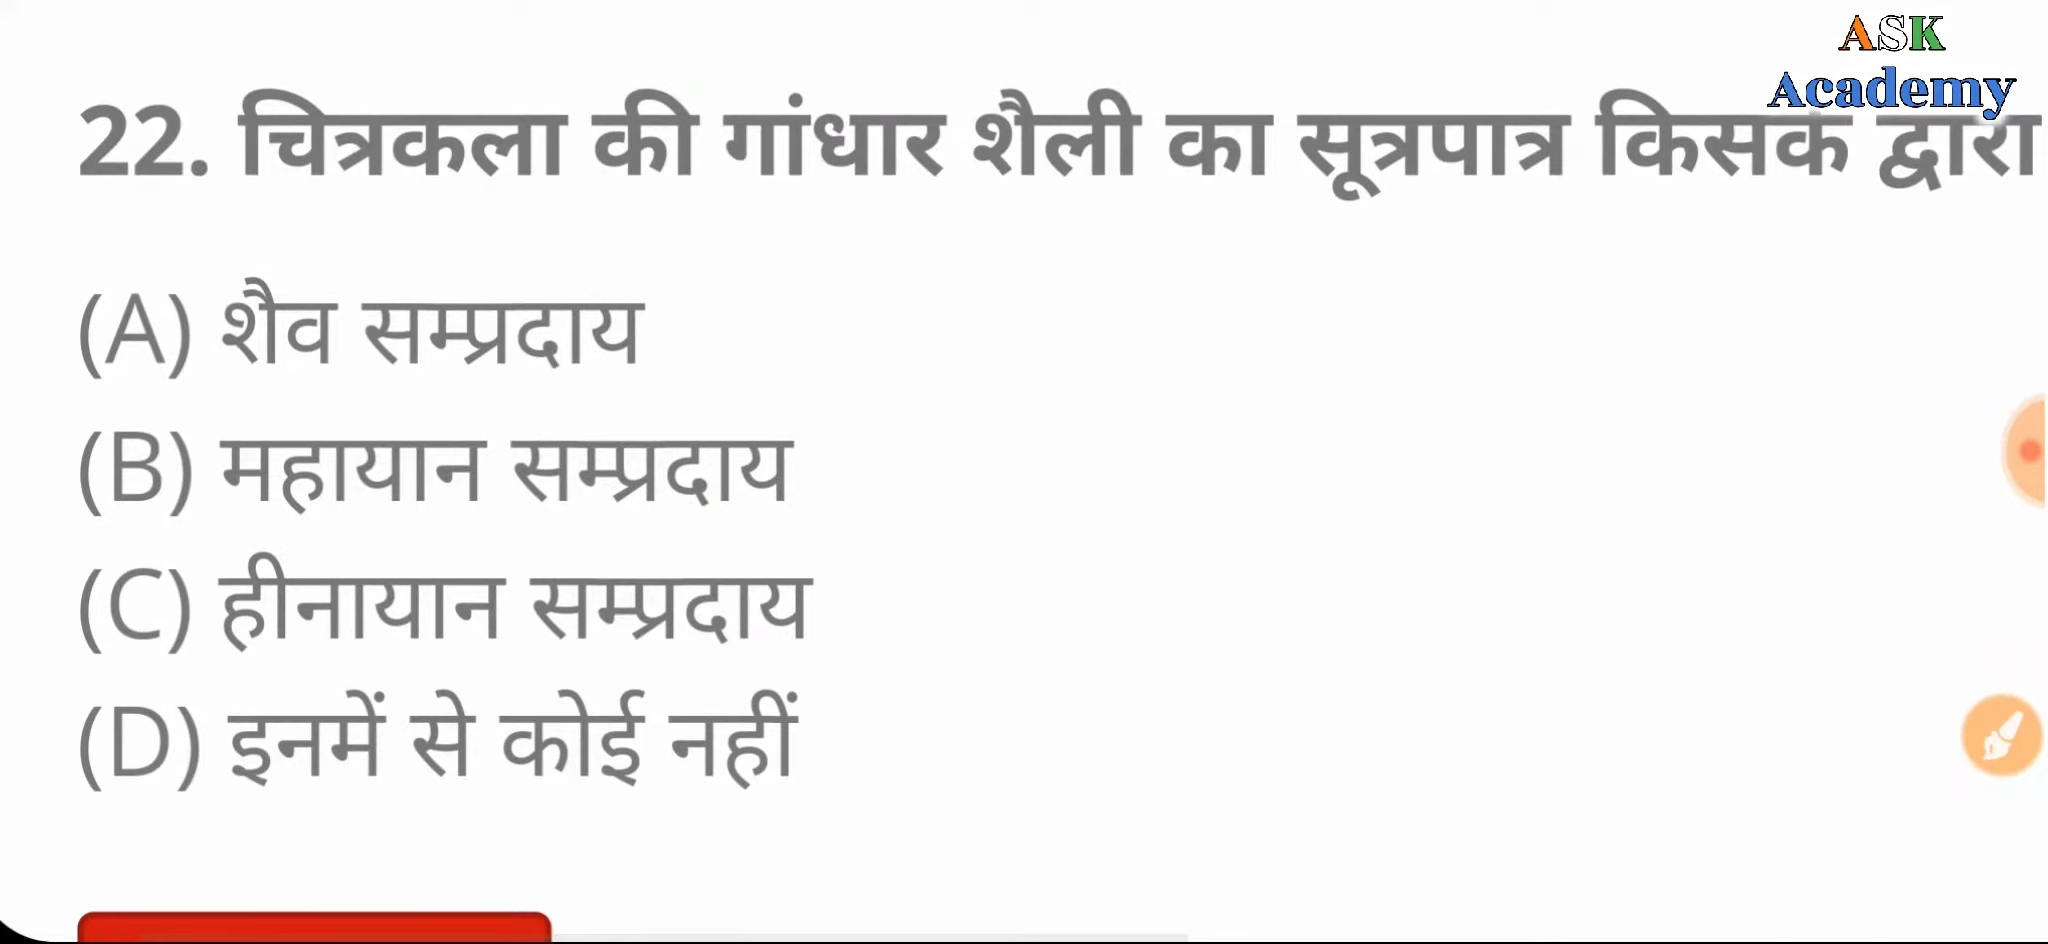 ASK
Academy
22. चित्रकला की गांधार शैली का सूत्रपात्र किसके द्वारा
(A) शैव सम्प्रदाय
(B) महायान सम्प्रदाय
(C) हीनायान सम्प्रदाय
(D) इनमें से कोई नहीं